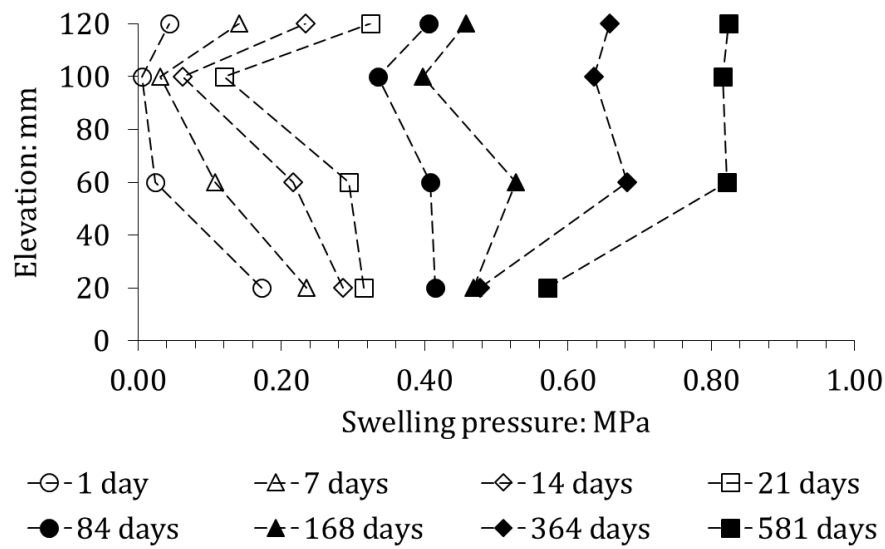 120
100
80
60
40
20
0
Elevation: mm
0.00 0.20 0.40 0.60 0.80 1.00
Swelling pressure: MPa
1 day 7 days 14 days 21 days
84 days 168 days 364 days 581 days